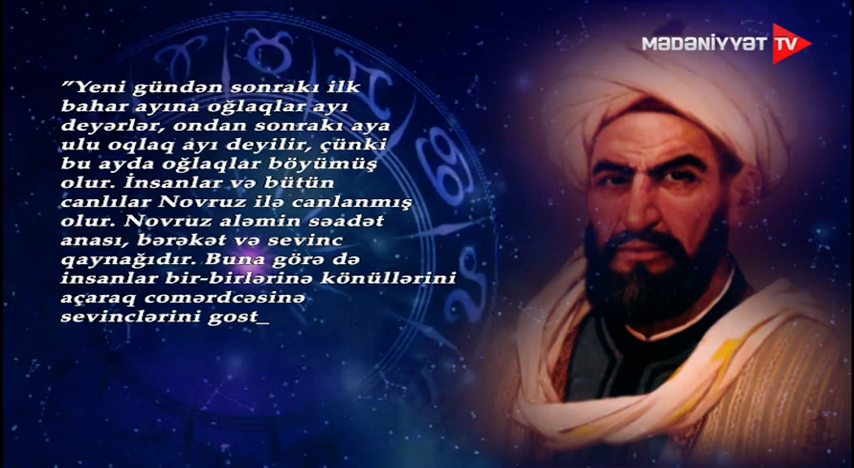 MƏDƏNİYYƏT TV
"Yeni gündən sonrakı ilk
bahar ayına oğlaqlar ayı
deyərlər, ondan sonrakı aya
ulu oqlaq ayı deyilir, çünki
bu ayda oğlaqlar böyümüş
olur. İnsanlar və bütün
canlılar Novruz ilə canlanmış
olur. Novruz aləmin səadət
anası, bərəkət və sevinc
qaynağıdır. Buna görə də
insanlar bir-birlərinə könüllərini
açaraq comərdcəsinə
sevinclərini gost_